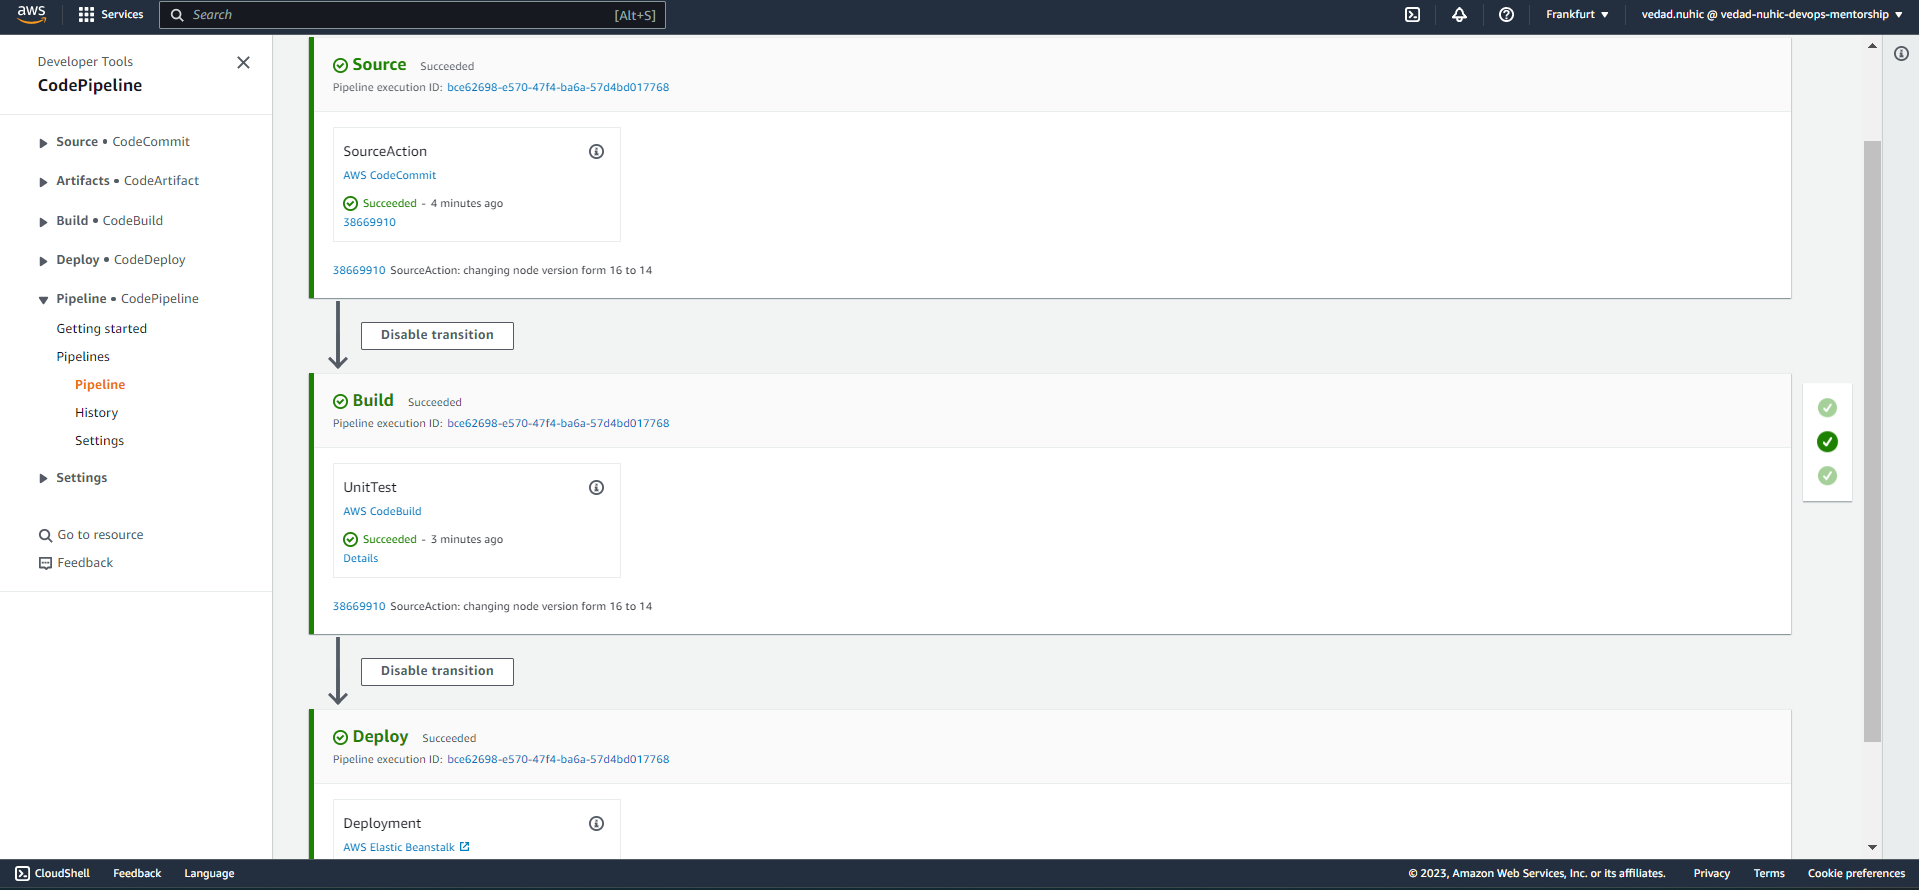 aws
Services
Search
[Alt+S]
Frankfurt
vedad.nuhic @ vedad-nuhic-devops-mentorship
Developer Tools
CodePipeline
Source • CodeCommit
Artifacts • CodeArtifact
Build • CodeBuild
Deploy • CodeDeploy
Pipeline • CodePipeline
Getting started
Pipelines
Pipeline
History
Settings
Settings
Go to resource
Feedback
Source Succeeded
Pipeline execution ID: bce62698-e570-47f4-ba6a-57d4bd017768
SourceAction
AWS CodeCommit
Succeeded - 4 minutes ago
38669910
38669910 SourceAction: changing node version form 16 to 14
Disable transition
Build Succeeded
Pipeline execution ID: bce62698-e570-47f4-ba6a-57d4bd017768
UnitTest
AWS CodeBuild
Succeeded - 3 minutes ago
Details
38669910 SourceAction: changing node version form 16 to 14
Disable transition
Deploy Succeeded
Pipeline execution ID: bce62698-e570-47f4-ba6a-57d4bd017768
Deployment
AWS Elastic Beanstalk
CloudShell
Feedback
Language
© 2023, Amazon Web Services, Inc. or its affiliates.
Privacy
Terms
Cookie preferences